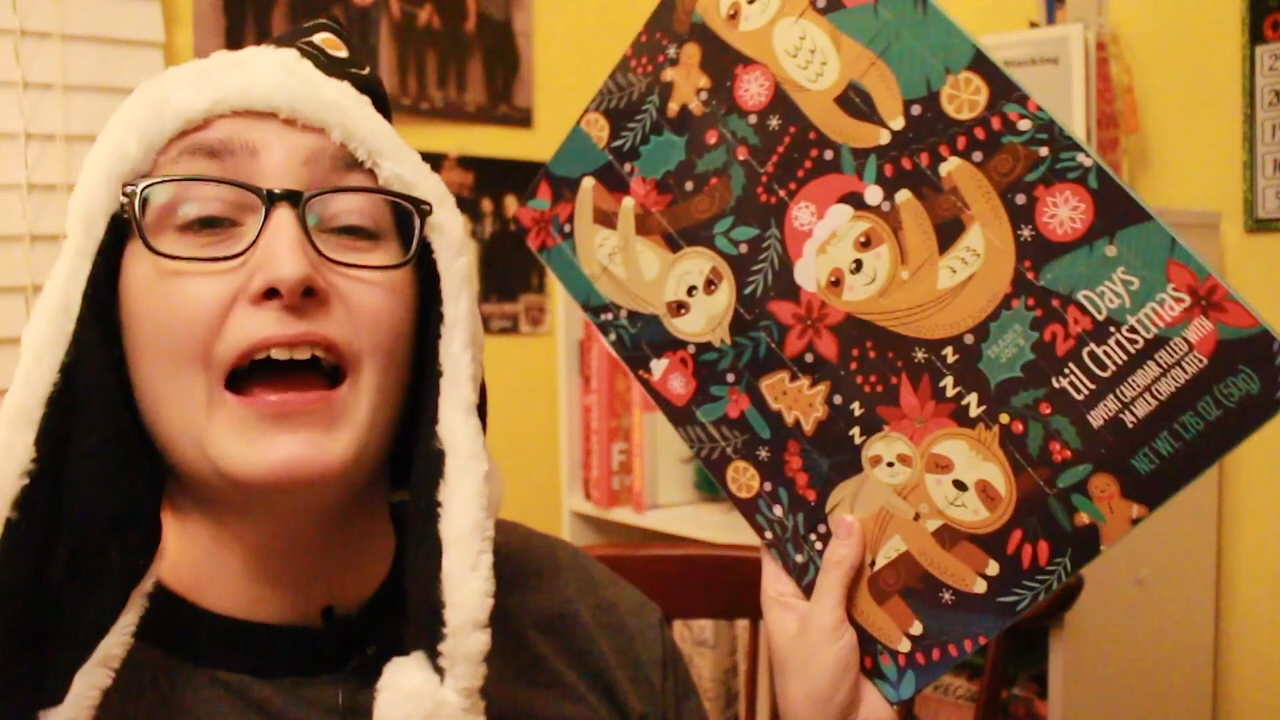 Stocking
TRADER
JOE'S
24 Days
'til Christmas
ADVENT CALENDAR FILLED WITH
24 MILK CHOCOLATES
NET WT. 1.76 OZ (50g)
Z
Z
Z
Z
z
z
z